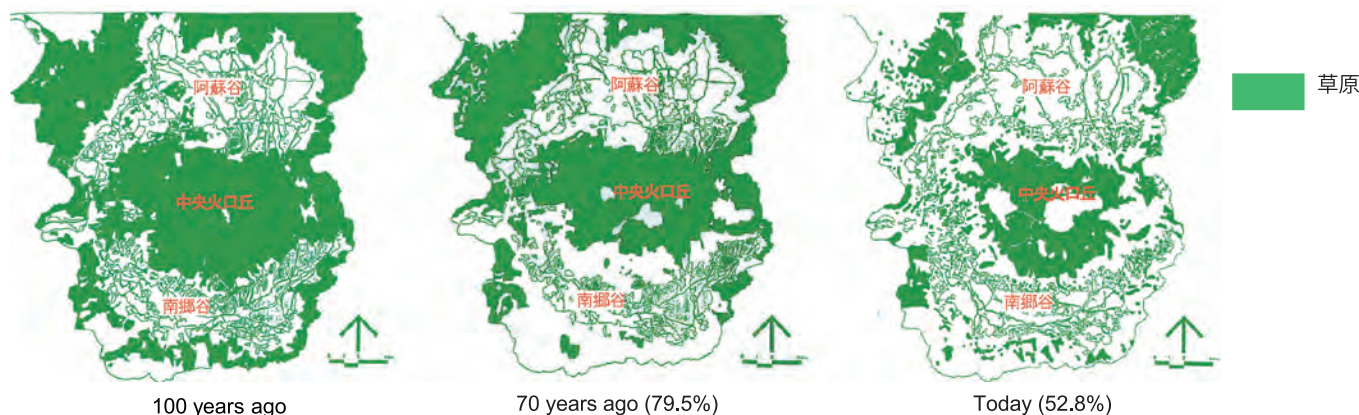 阿蘇谷
中央火口丘
南郷谷
100 years ago
阿蘇谷
中央火口丘
南郷谷
70 years ago (79.5%)
阿蘇谷
中央火口丘
南郷谷
Today (52.8%)
草原